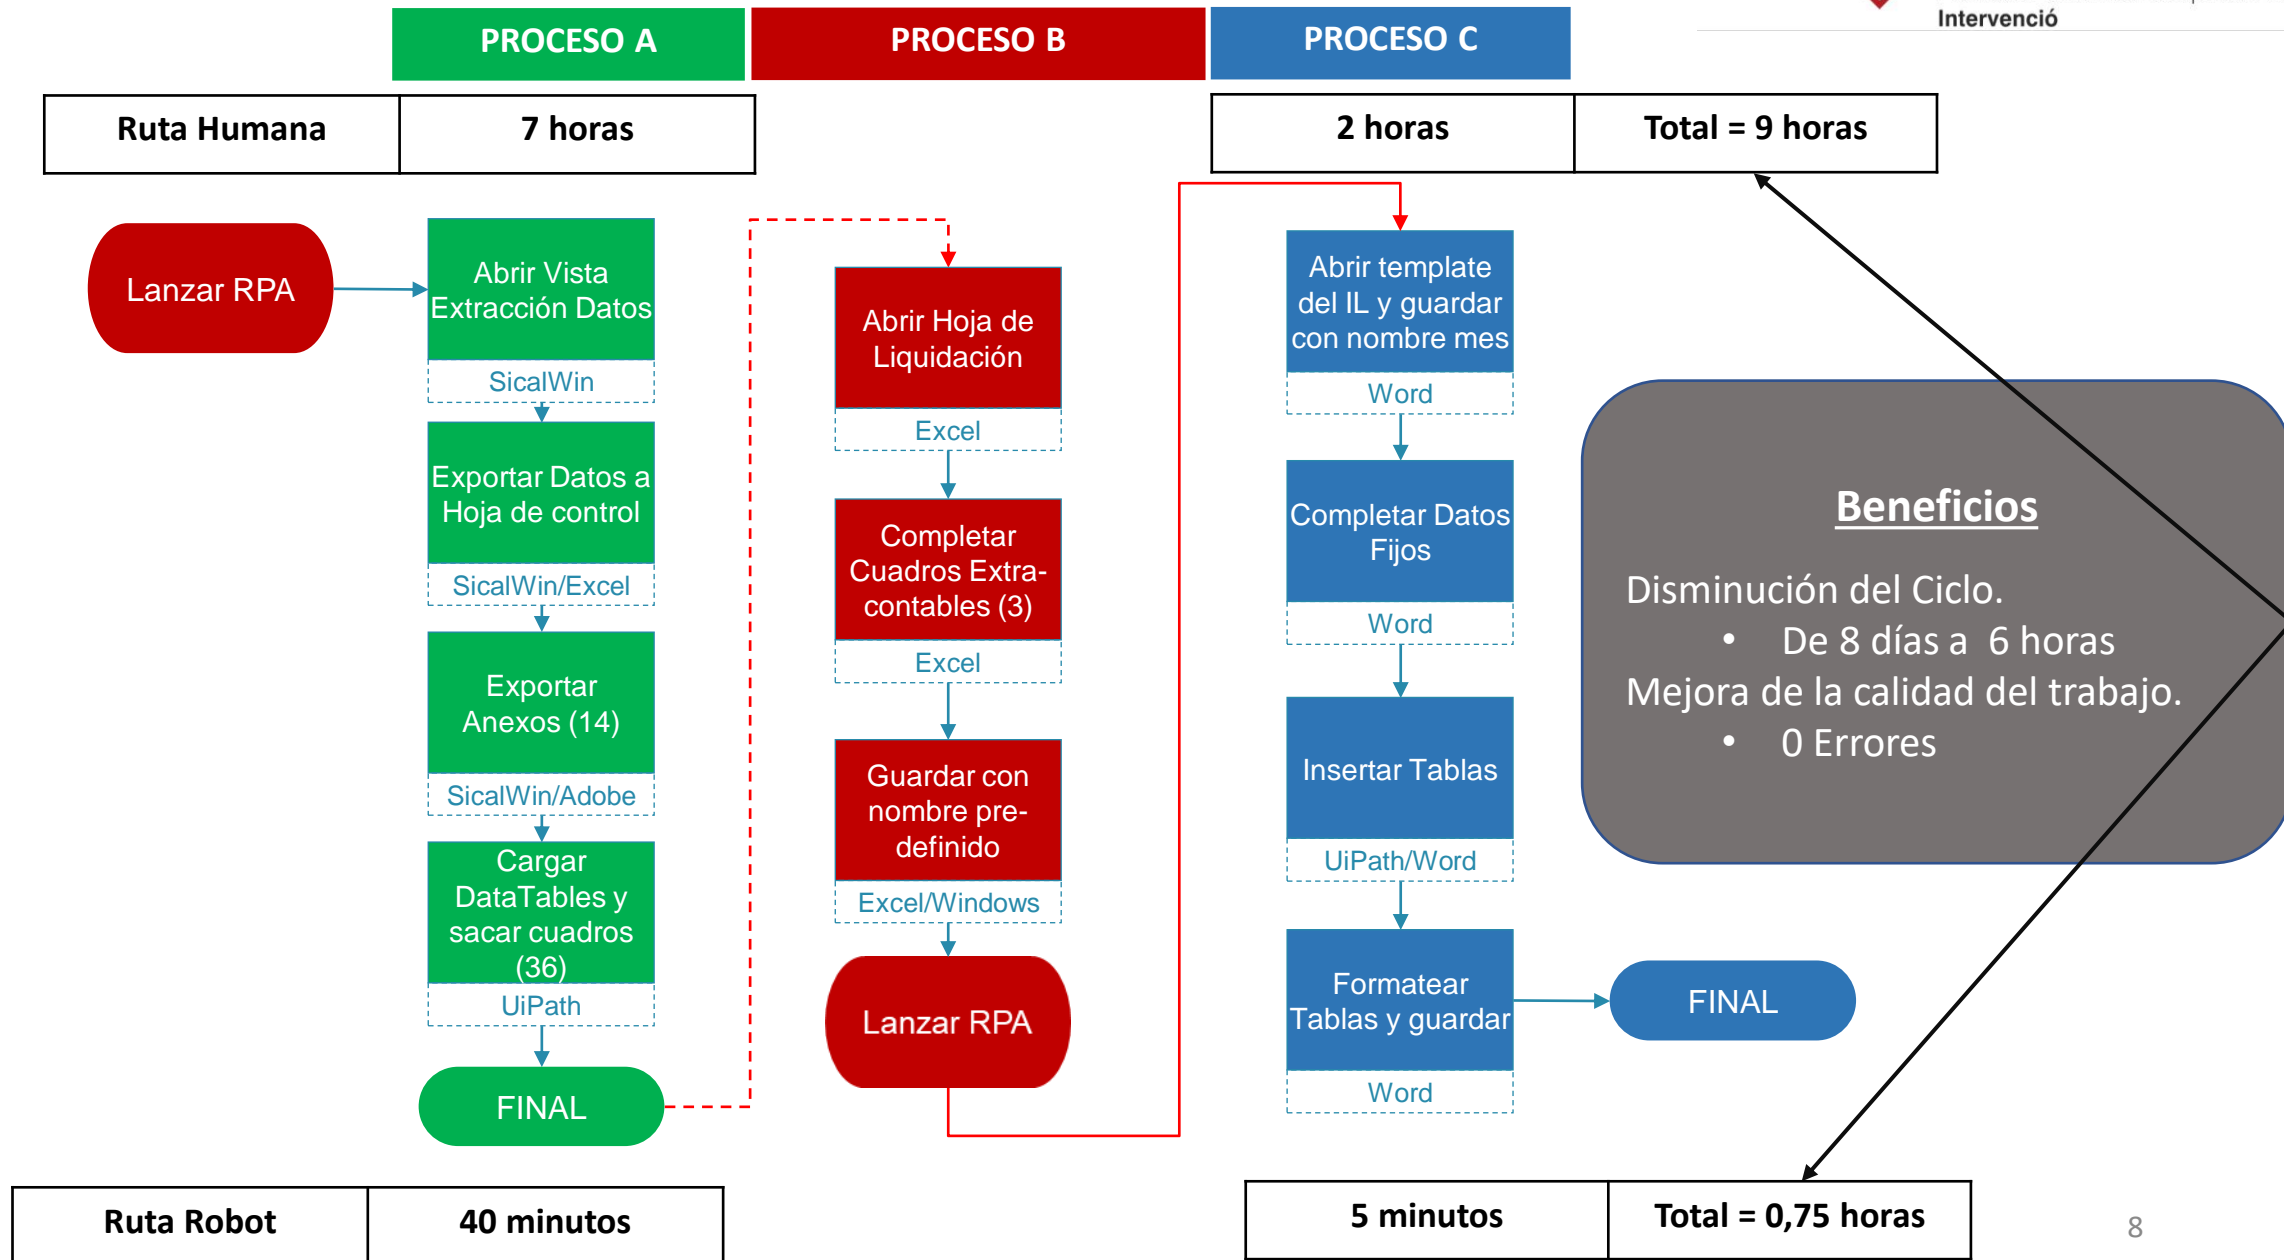 Intervenció
PROCESO A
PROCESO B
PROCESO C
Ruta Humana
7 horas
2 horas
Total = 9 horas
Lanzar RPA
Abrir Vista
Extracción Datos
SicalWin
Exportar Datos a
Hoja de control
SicalWin/Excel
Exportar
Anexos (14)
SicalWin/Adobe
Cargar
DataTables y
sacar cuadros
(36)
UiPath
FINAL
Abrir Hoja de
Liquidación
Excel
Completar
Cuadros Extra-
contables (3)
Excel
Guardar con
nombre pre-
definido
Excel/Windows
Lanzar RPA
Abrir template
del IL y guardar
con nombre mes
Word
Completar Datos
Fijos
Word
Insertar Tablas
UiPath/Word
Formatear
Tablas y guardar
Word
FINAL
Beneficios
Disminución del Ciclo.
• De 8 días a 6 horas
Mejora de la calidad del trabajo.
• 0 Errores
Ruta Robot
40 minutos
5 minutos
Total = 0,75 horas
8